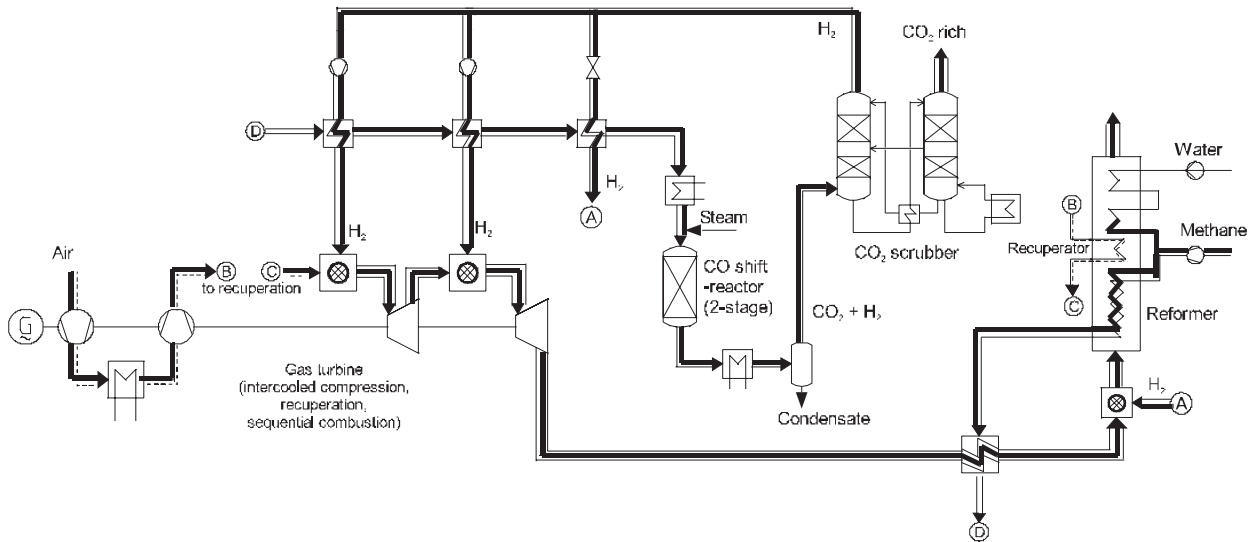 H₂
CO₂ rich
D
H₂
A
Water
Steam
B
Methane
Air
H₂
H₂
CO₂ scrubber
Recuperator
B
to recuperation
C
CO shift
-reactor
(2-stage)
C
Reformer
G
CO₂ + H₂
Gas turbine
(intercooled compression,
recuperation,
sequential combustion)
Condensate
H₂
A
D